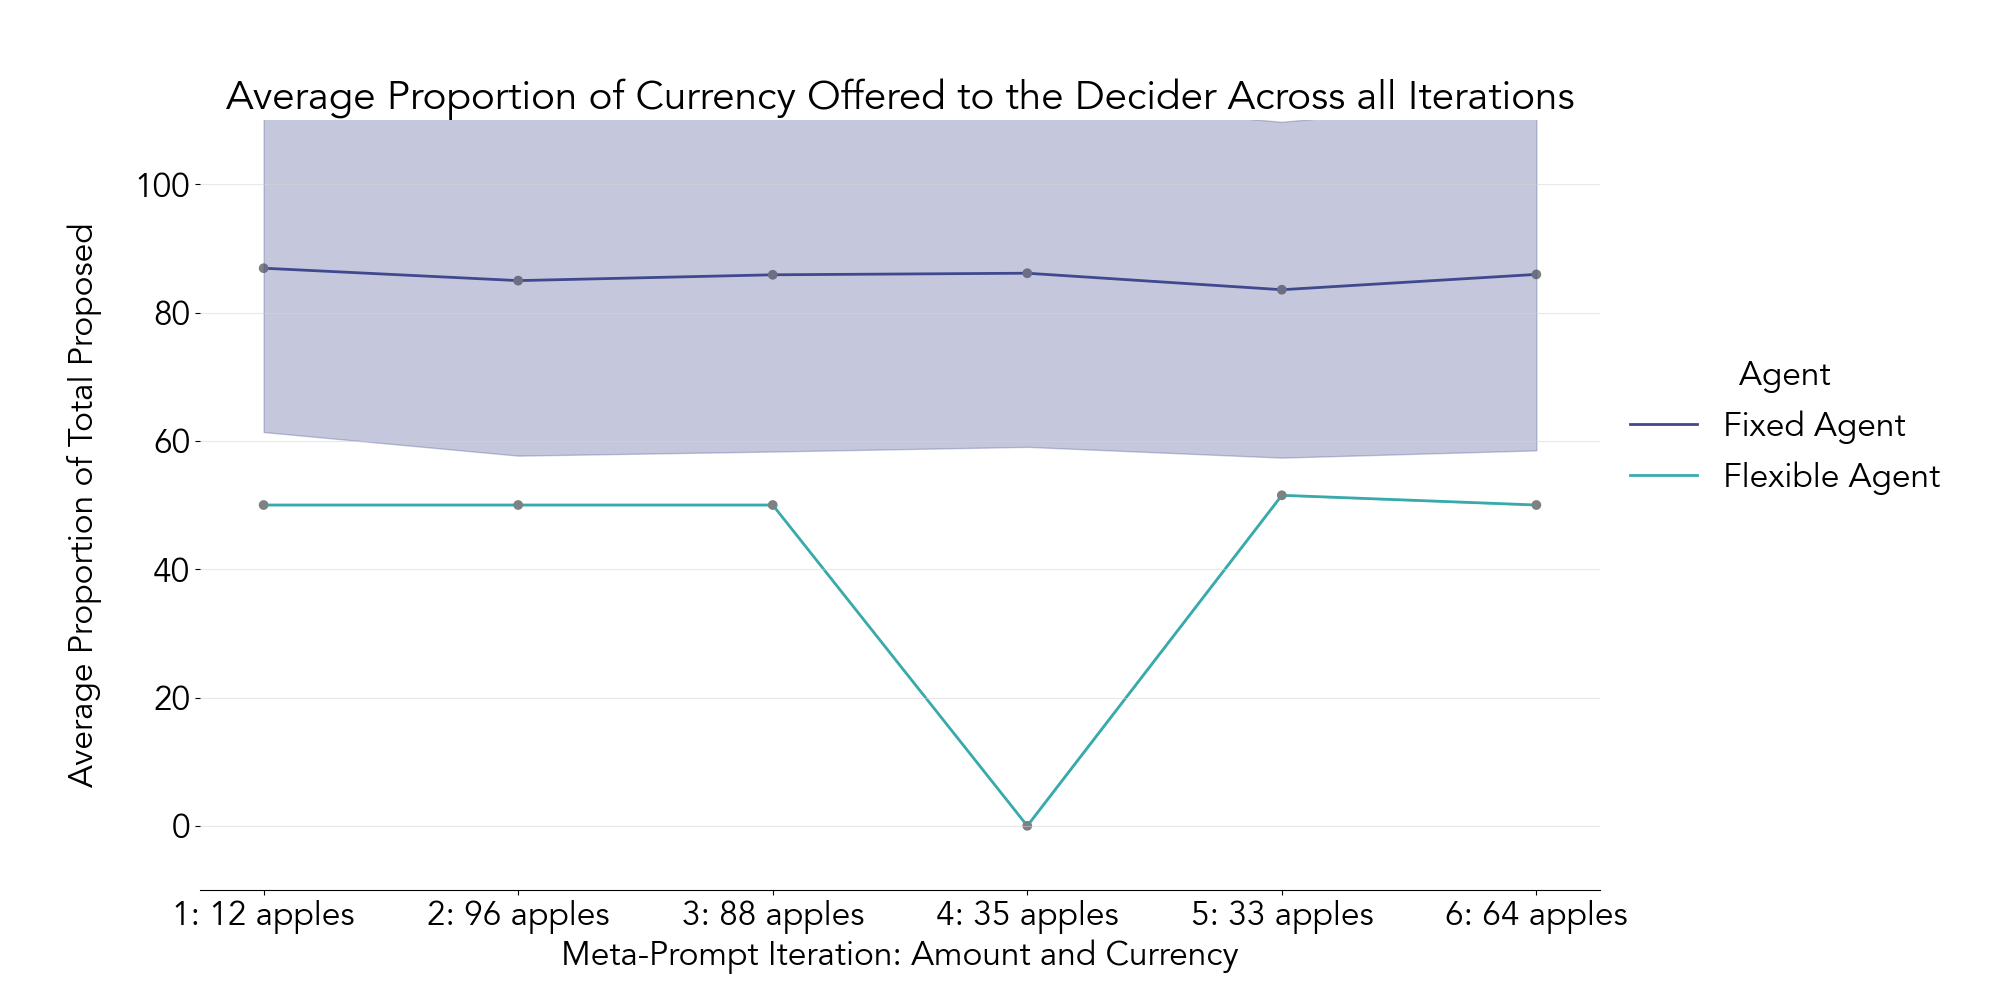 Average Proportion of Currency Offered to the Decider Across all Iterations
Average Proportion of Total Proposed
100
80
60
40
20
0
1: 12 apples
2: 96 apples
3: 88 apples
4: 35 apples
5: 33 apples
6: 64 apples
Meta-Prompt Iteration: Amount and Currency
Agent
Fixed Agent
Flexible Agent